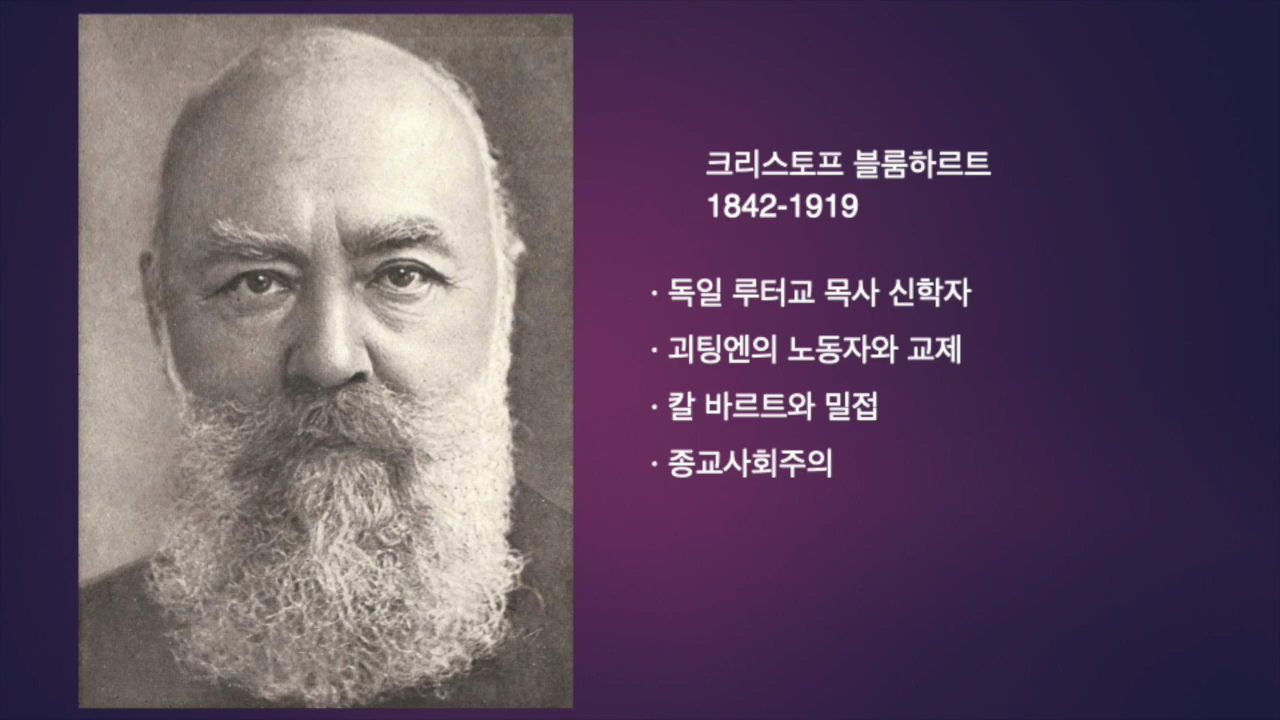 크리스토프 블룸하르트
1842-1919
· 독일 루터교 목사 신학자
· 괴팅엔의 노동자와 교제
· 칼 바르트와 밀접
· 종교사회주의